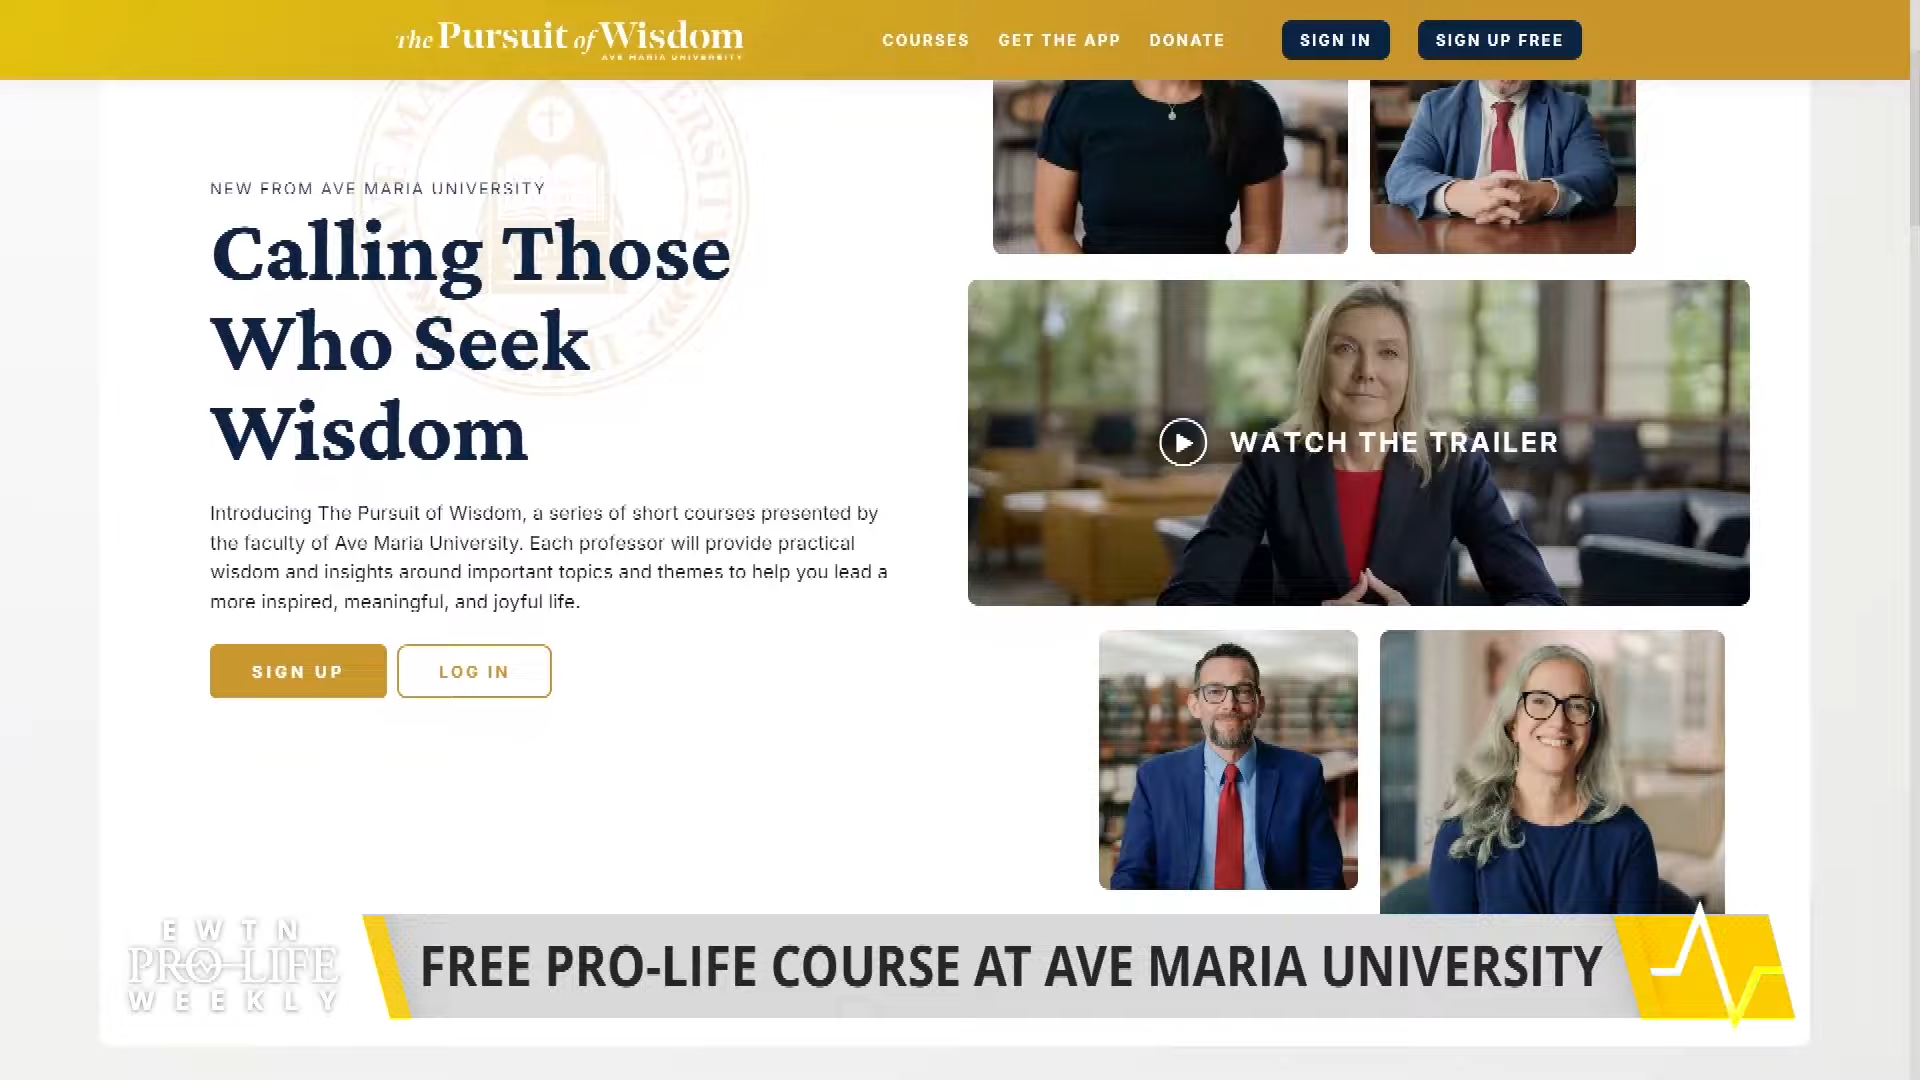 The Pursuit of Wisdom
AVE MARIA UNIVERSITY
COURSES
GET THE APP
DONATE
SIGN IN
SIGN UP FREE
NEW FROM AVE MARIA UNIVERSITY
Calling Those
Who Seek
Wisdom
Introducing The Pursuit of Wisdom, a series of short courses presented by
the faculty of Ave Maria University. Each professor will provide practical
wisdom and insights around important topics and themes to help you lead a
more inspired, meaningful, and joyful life.
SIGN UP
LOG IN
WATCH THE TRAILER
EWTN
PRO-LIFE
WEEKLY
FREE PRO-LIFE COURSE AT AVE MARIA UNIVERSITY